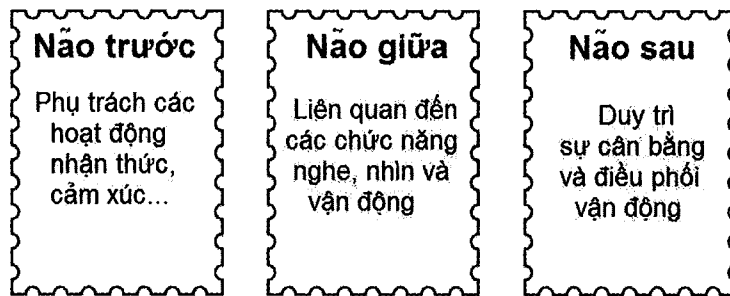 Não trước
Phụ trách các
hoạt động
nhận thức,
cảm xúc...
Não giữa
Liên quan đến
các chức năng
nghe, nhìn và
vận động
Não sau
Duy trì
sự cân bằng
và điều phối
vận động